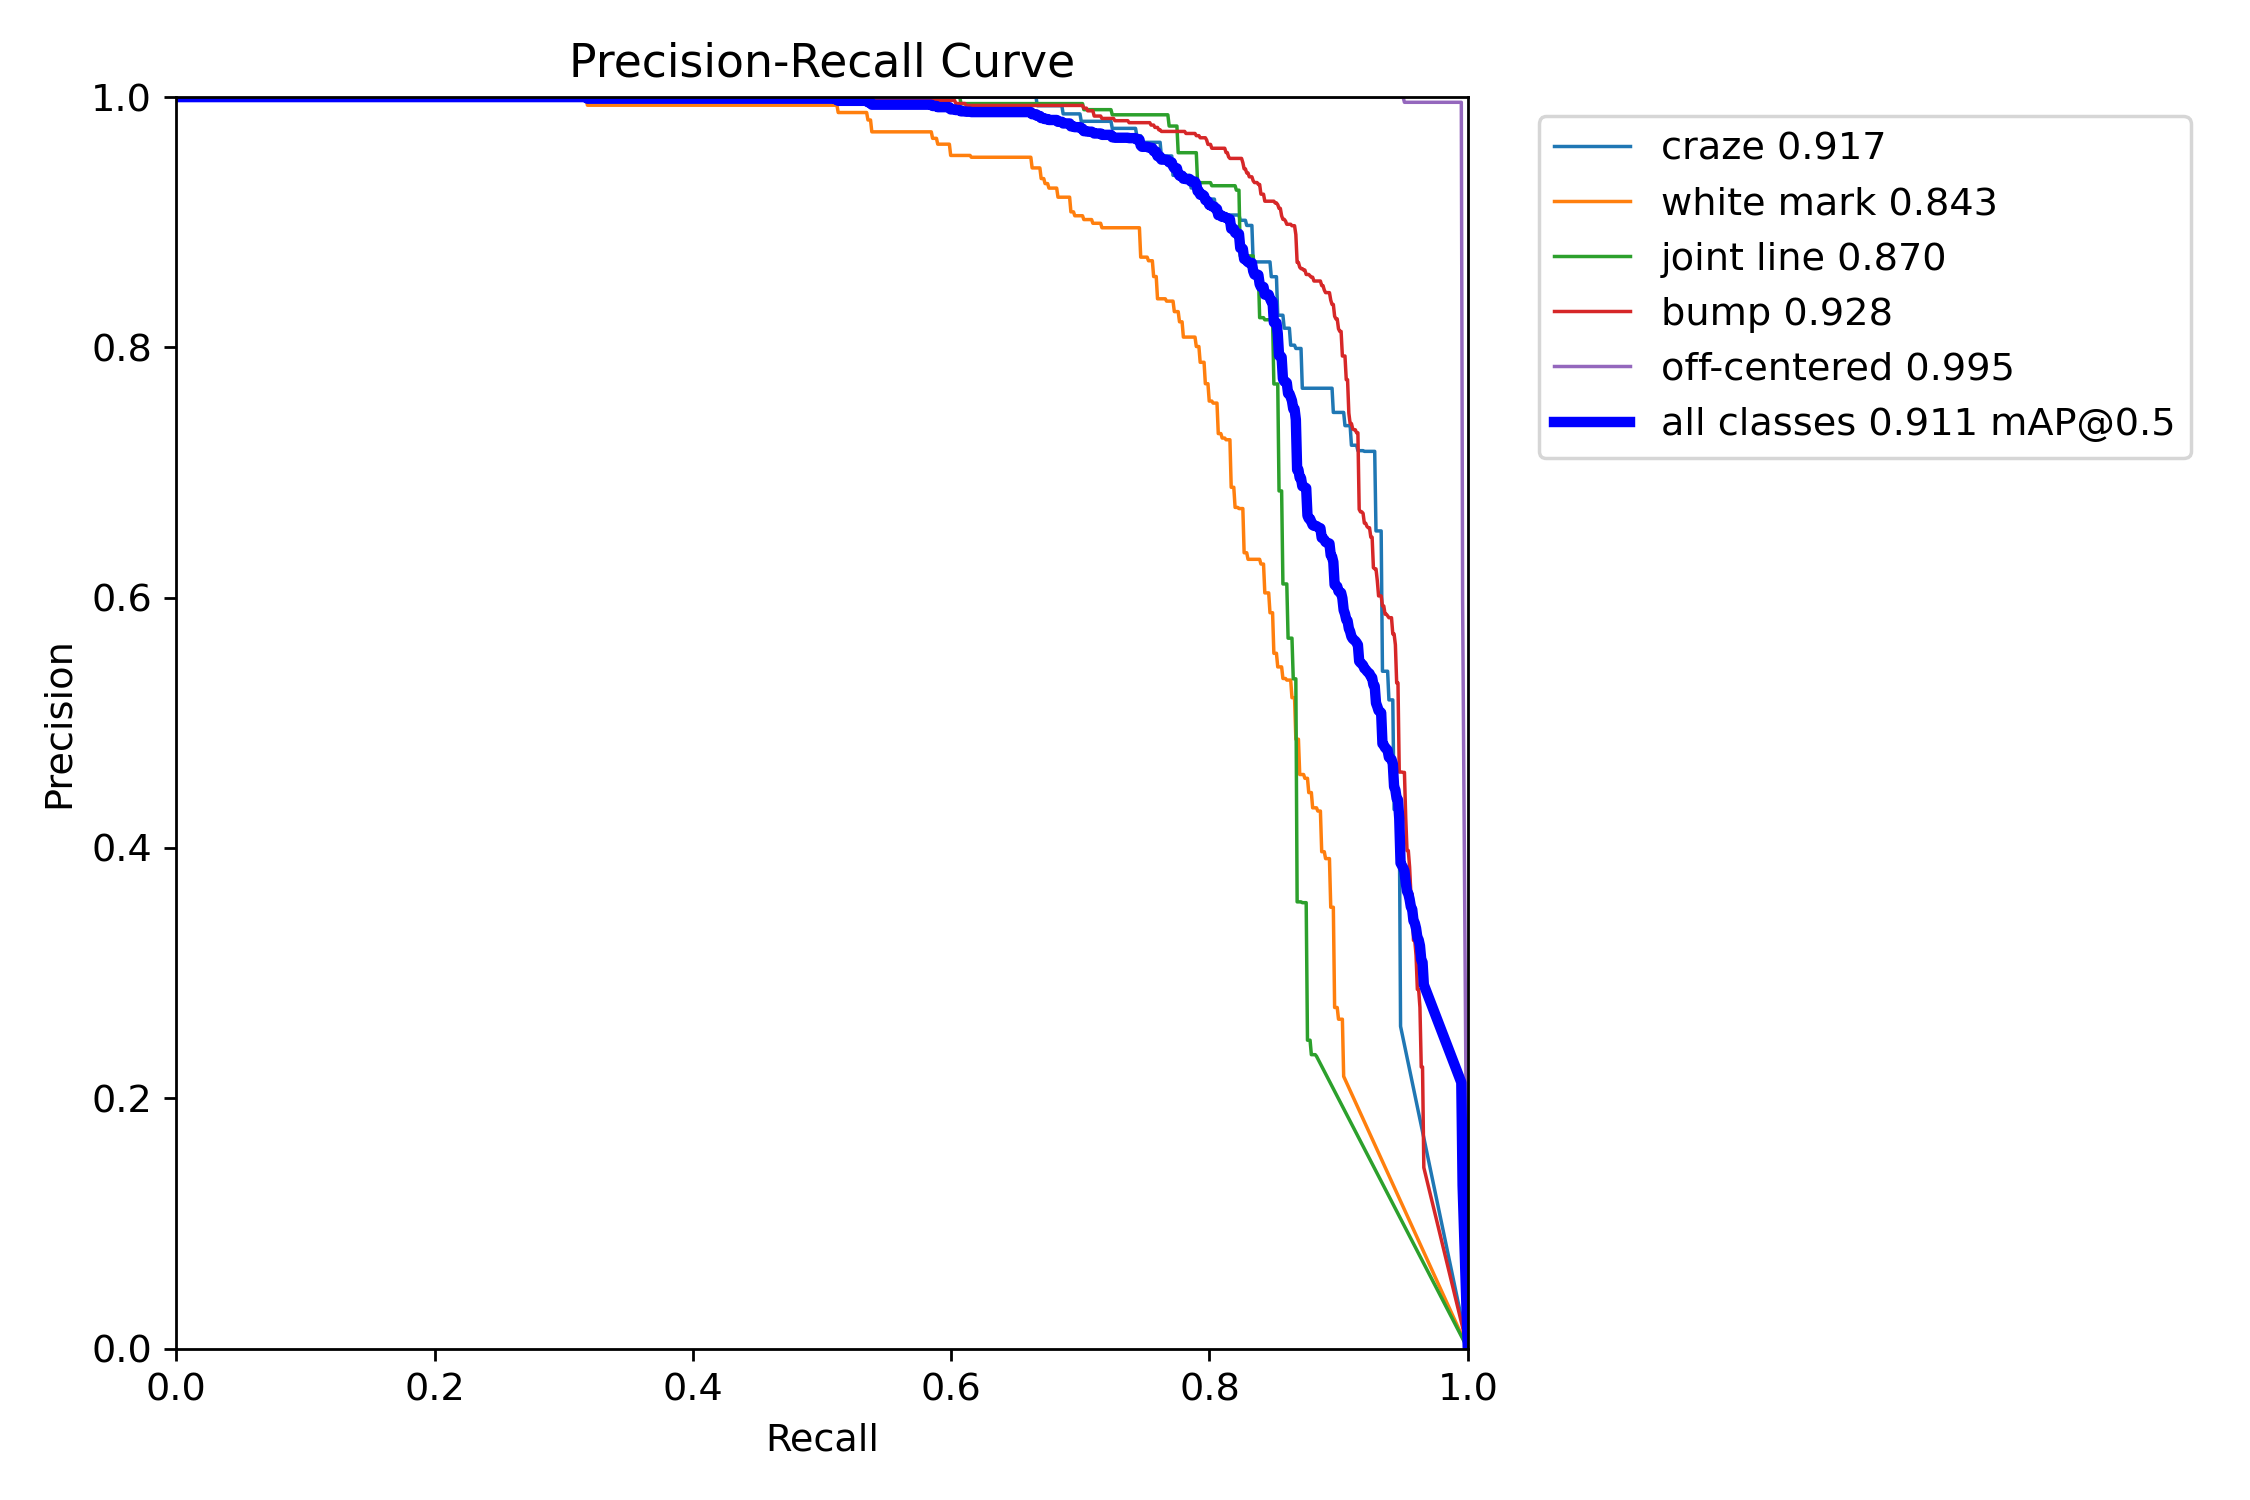 Precision-Recall Curve
1.0
0.8
0.6
0.4
0.2
0.0
Precision
0.0 0.2 0.4 0.6 0.8 1.0
Recall
craze 0.917
white mark 0.843
joint line 0.870
bump 0.928
off-centered 0.995
all classes 0.911 mAP@0.5